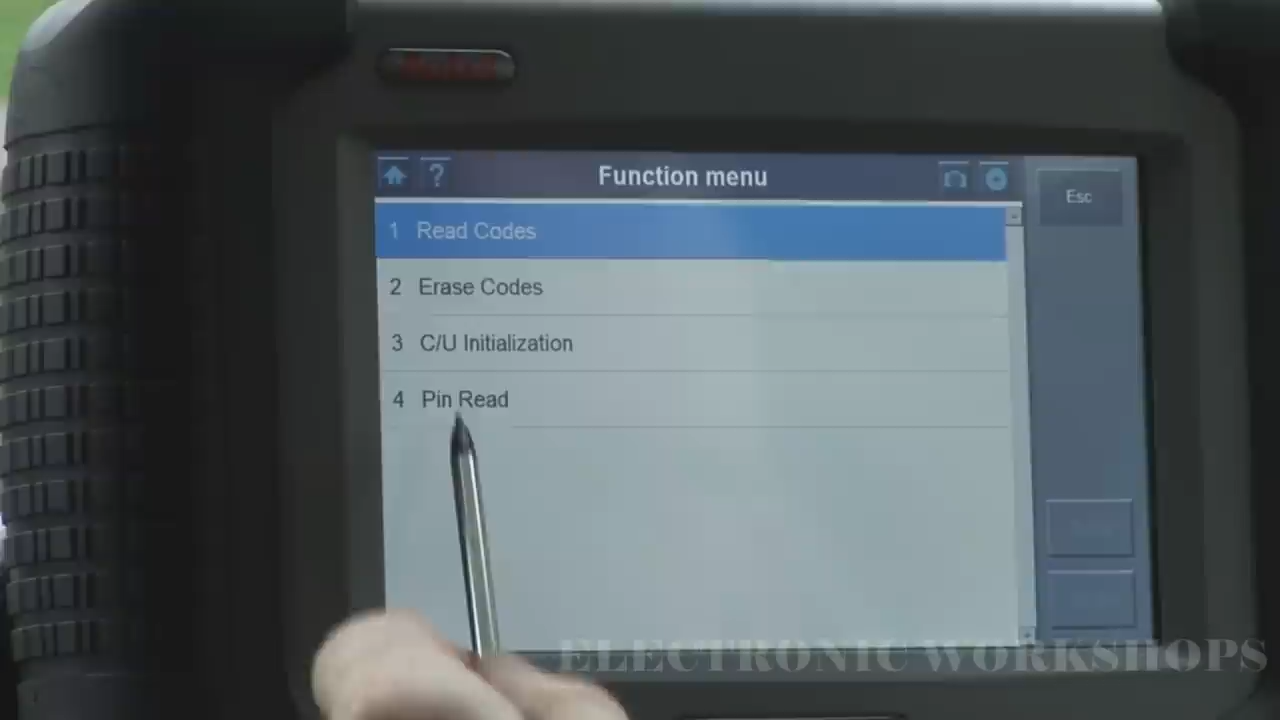 Function menu
Esc
1 Read Codes
2 Erase Codes
3 C/U Initialization
4 Pin Read
ELECTRONIC WORKSHOPS